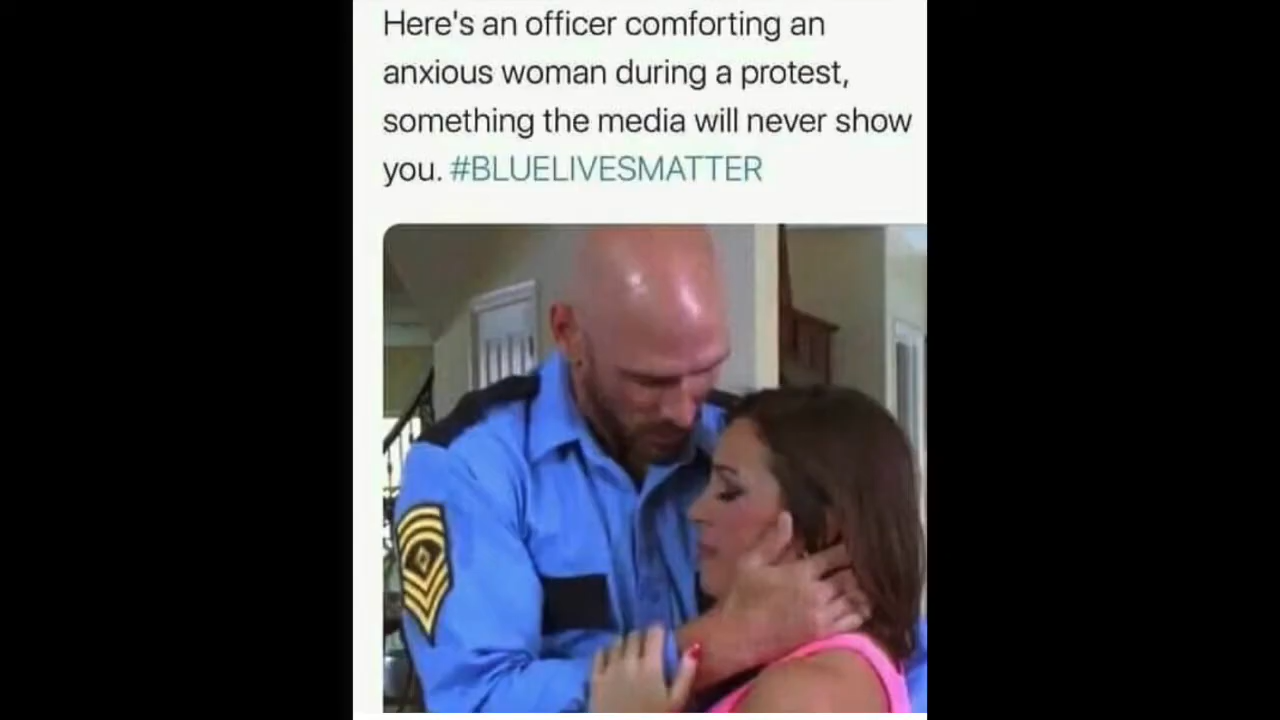 Here's an officer comforting an
anxious woman during a protest,
something the media will never show
you. #BLUELIVESMATTER